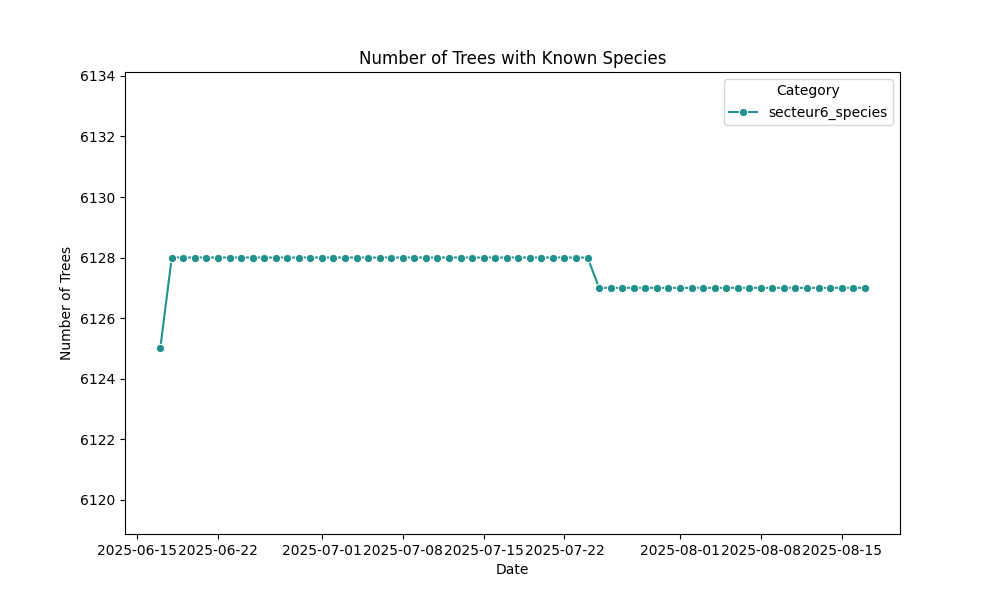 Number of Trees with Known Species
Category
secteur6_species
6134
6132
6130
6128
6126
6124
6122
6120
Number of Trees
2025-06-15 2025-06-22 2025-07-01 2025-07-08 2025-07-15 2025-07-22 2025-08-01 2025-08-08 2025-08-15
Date